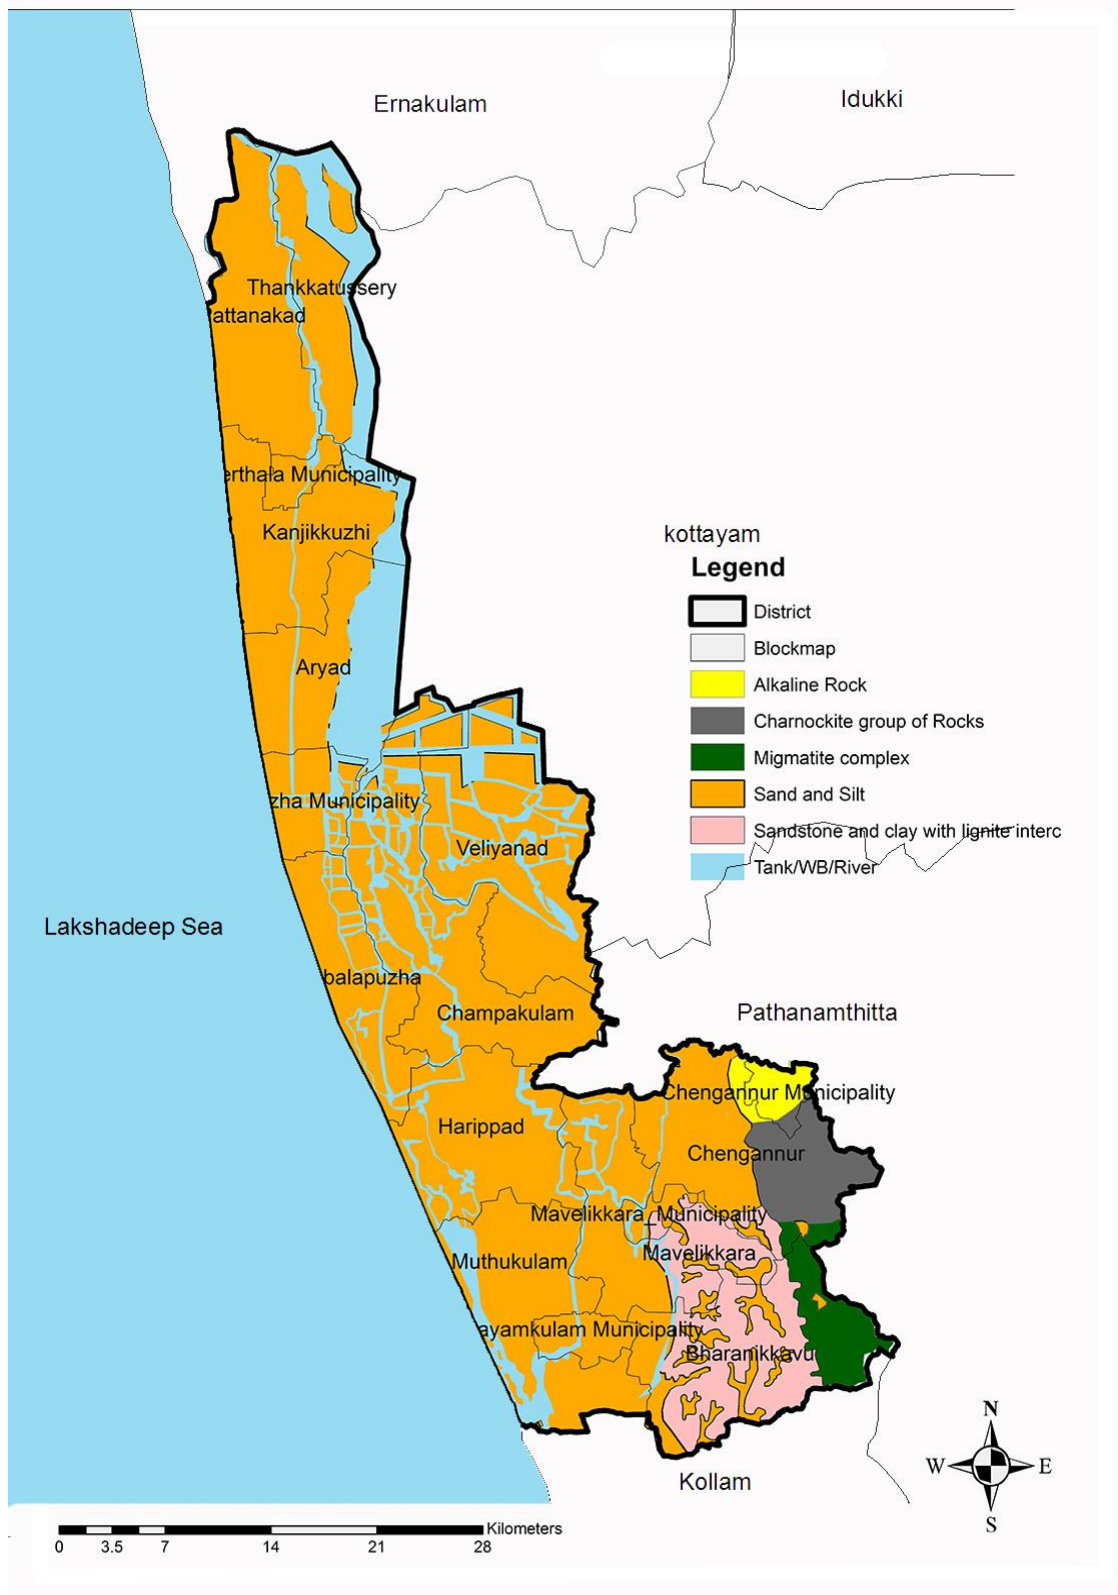 Ernakulam
Idukki
Thankkatussery
attanakad
erthala Municipality
Kanjikkuzhi
kottayam
Legend
District
Blockmap
Aryad
Alkaline Rock
Charnockite group of Rocks
Migmatite complex
Sand and Silt
zha Municipality
Sandstone and clay with lignite interc
Veliyanad
Tank/WB/River
Lakshadeep Sea
balapuzha
Champakulam
Pathanamthitta
Chengannur Municipality
Harippad
Chengannur
Mavelikkara Municipality
Mavelikkara
Muthukulam
ayamkulam Municipality
Bharanikkavu
Kollam
N
W E
S
Kilometers
0 3.5 7 14 21 28